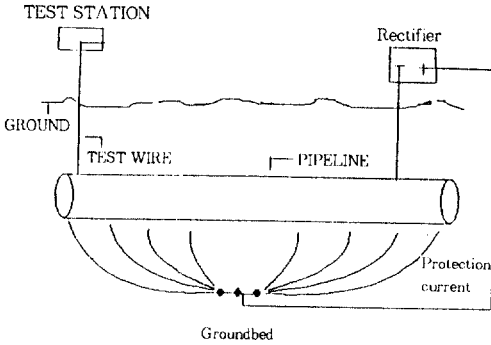 TEST STATION
Rectifier
- +
GROUND
TEST WIRE
PIPELINE
Protection
current
Groundbed